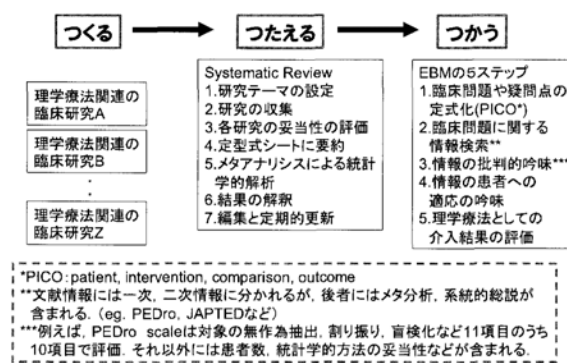 つくる
つたえる
つかう
理学療法関連の
臨床研究A
理学療法関連の
臨床研究B
・
・
理学療法関連の
臨床研究Z
Systematic Review
1.研究テーマの設定
2.研究の収集
3.各研究の妥当性の評価
4.定型式シートに要約
5.メタアナリシスによる統計
学的解析
6.結果の解釈
7.編集と定期的更新
EBMの5ステップ
1.臨床問題や疑問点の
定式化(PICO*)
2.臨床問題に関する
情報検索**
3.情報の批判的吟味***
4.情報の患者への
適応の吟味
5.理学療法としての
介入結果の評価
*PICO:patient, intervention, comparison, outcome
**文献情報には一次，二次情報に分かれるが，後者にはメタ分析，系統的総説が
含まれる．(eg. PEDro, JAPTEDなど)
***例えば，PEDro scaleは対象の無作為抽出，割り振り，盲検化など11項目のうち
10項目で評価．それ以外には患者数，統計学的方法の妥当性などが含まれる．